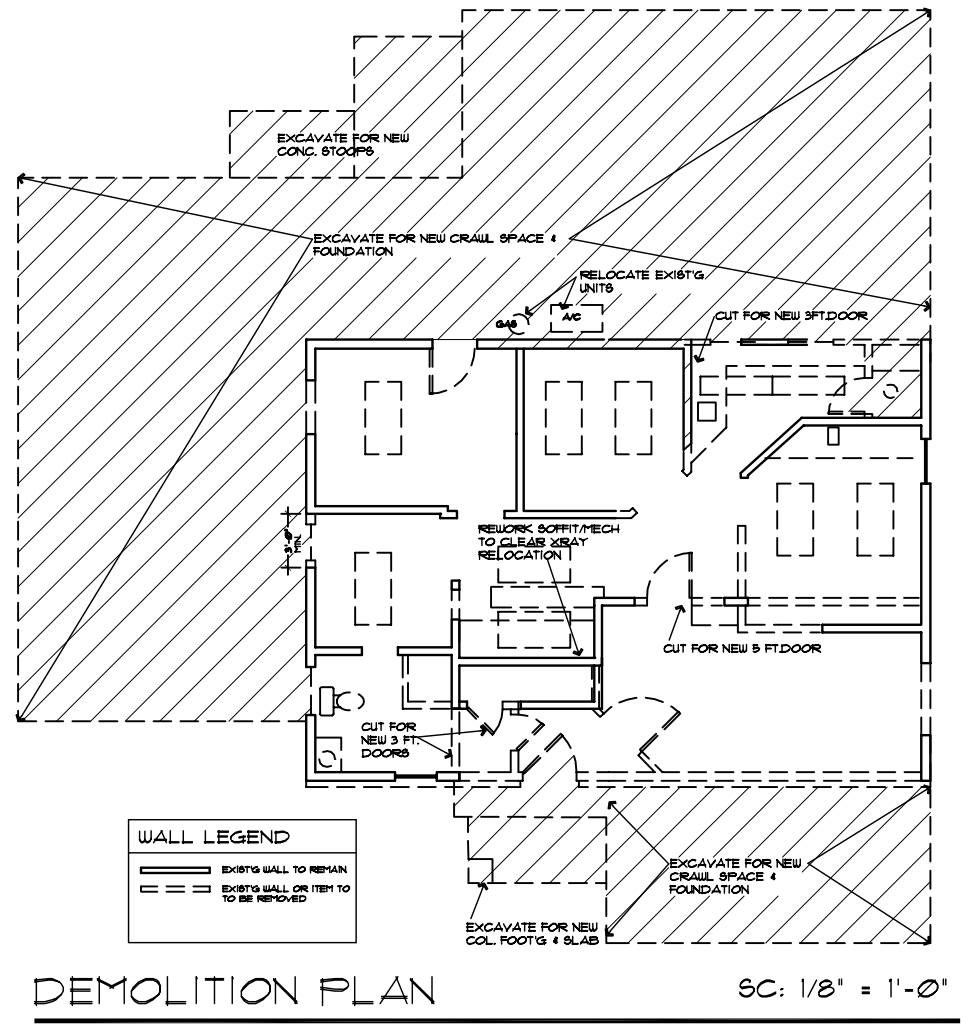 EXCAVATE FOR NEW
CONC. STOOPS
EXCAVATE FOR NEW CRAWL SPACE &
FOUNDATION
RELOCATE EXIST'G.
UNITS
GAS
A/C
CUT FOR NEW 3FT.DOOR
3'-0"
MIN.
REWORK SOFFIT/MECH
TO CLEAR XRAY
RELOCATION
CUT FOR NEW 5 FT.DOOR
CUT FOR
NEW 3 FT.
DOORS
WALL LEGEND
EXIST'G WALL TO REMAIN
EXIST'G WALL OR ITEM TO
TO BE REMOVED
EXCAVATE FOR NEW
CRAWL SPACE &
FOUNDATION
EXCAVATE FOR NEW
COL. FOOT'G & SLAB
DEMOLITION PLAN
SC: 1/8" = 1'-0"